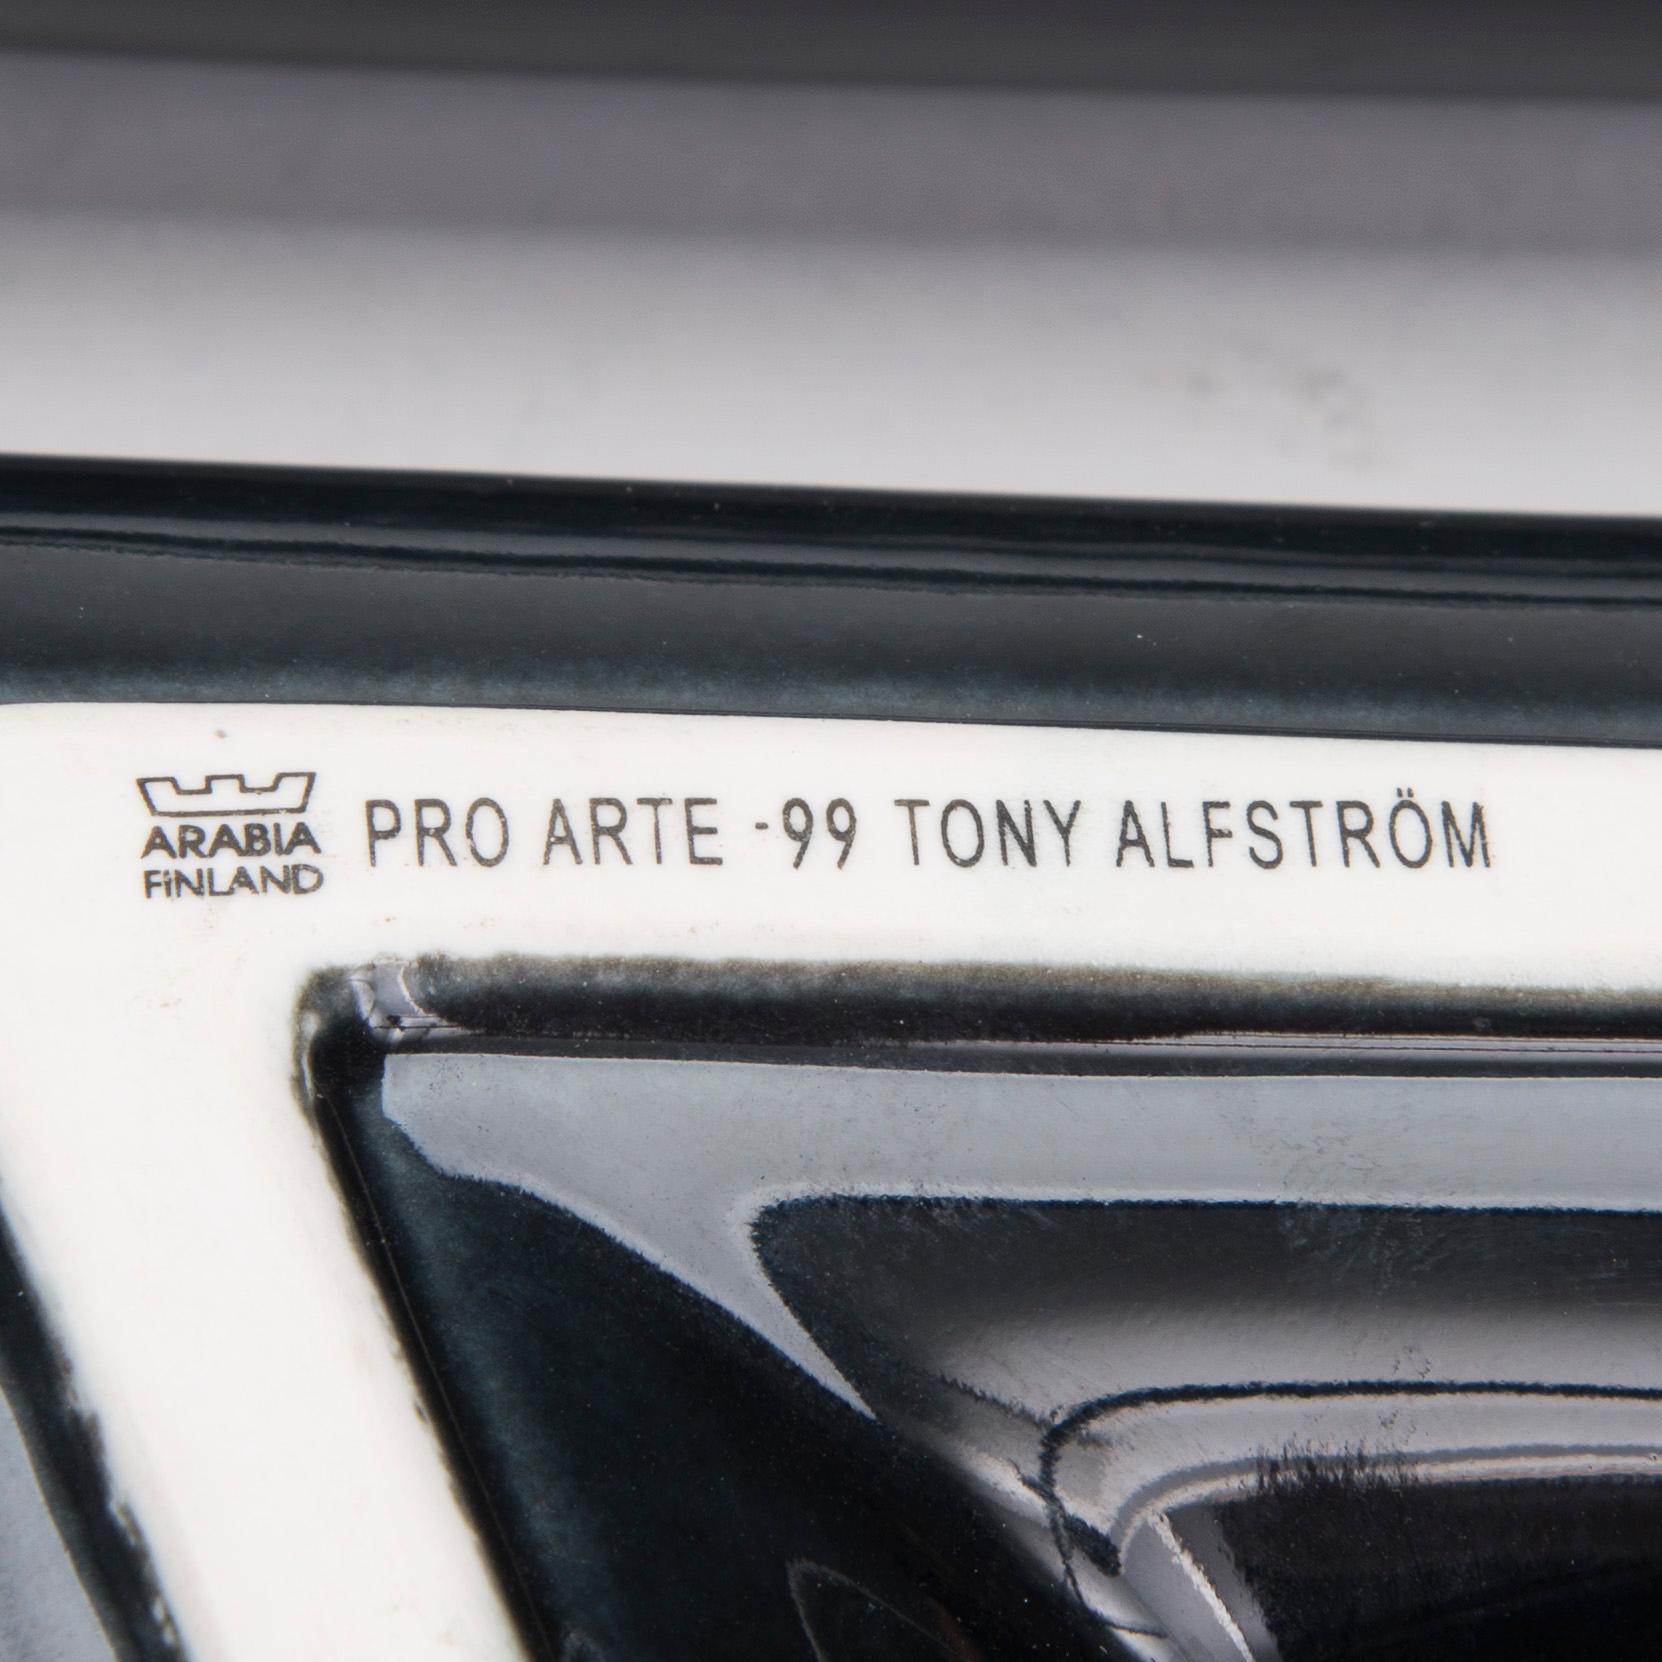 ARABIA
FINLAND
PRO ARTE -99 TONY ALFSTRÖM